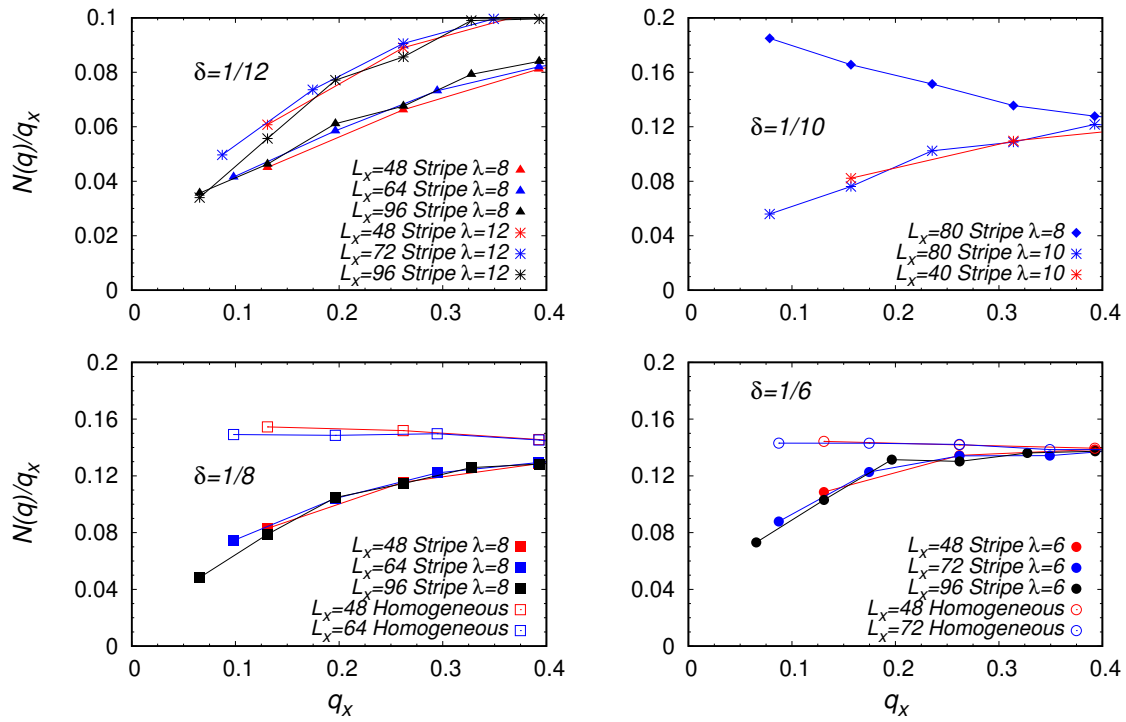 N(q)/q_x
0.1
0.08
0.06
0.04
0.02
0
δ=1/12
L_x=48 Stripe λ=8
L_x=64 Stripe λ=8
L_x=96 Stripe λ=8
L_x=48 Stripe λ=12
L_x=72 Stripe λ=12
L_x=96 Stripe λ=12
0 0.1 0.2 0.3 0.4
0.2
0.16
0.12
0.08
0.04
0
δ=1/10
L_x=80 Stripe λ=8
L_x=80 Stripe λ=10
L_x=40 Stripe λ=10
0 0.1 0.2 0.3 0.4
N(q)/q_x
0.2
0.16
0.12
0.08
0.04
0
δ=1/8
L_x=48 Stripe λ=8
L_x=64 Stripe λ=8
L_x=96 Stripe λ=8
L_x=48 Homogeneous
L_x=64 Homogeneous
0 0.1 0.2 0.3 0.4
q_x
0.2
0.16
0.12
0.08
0.04
0
δ=1/6
L_x=48 Stripe λ=6
L_x=72 Stripe λ=6
L_x=96 Stripe λ=6
L_x=48 Homogeneous
L_x=72 Homogeneous
0 0.1 0.2 0.3 0.4
q_x